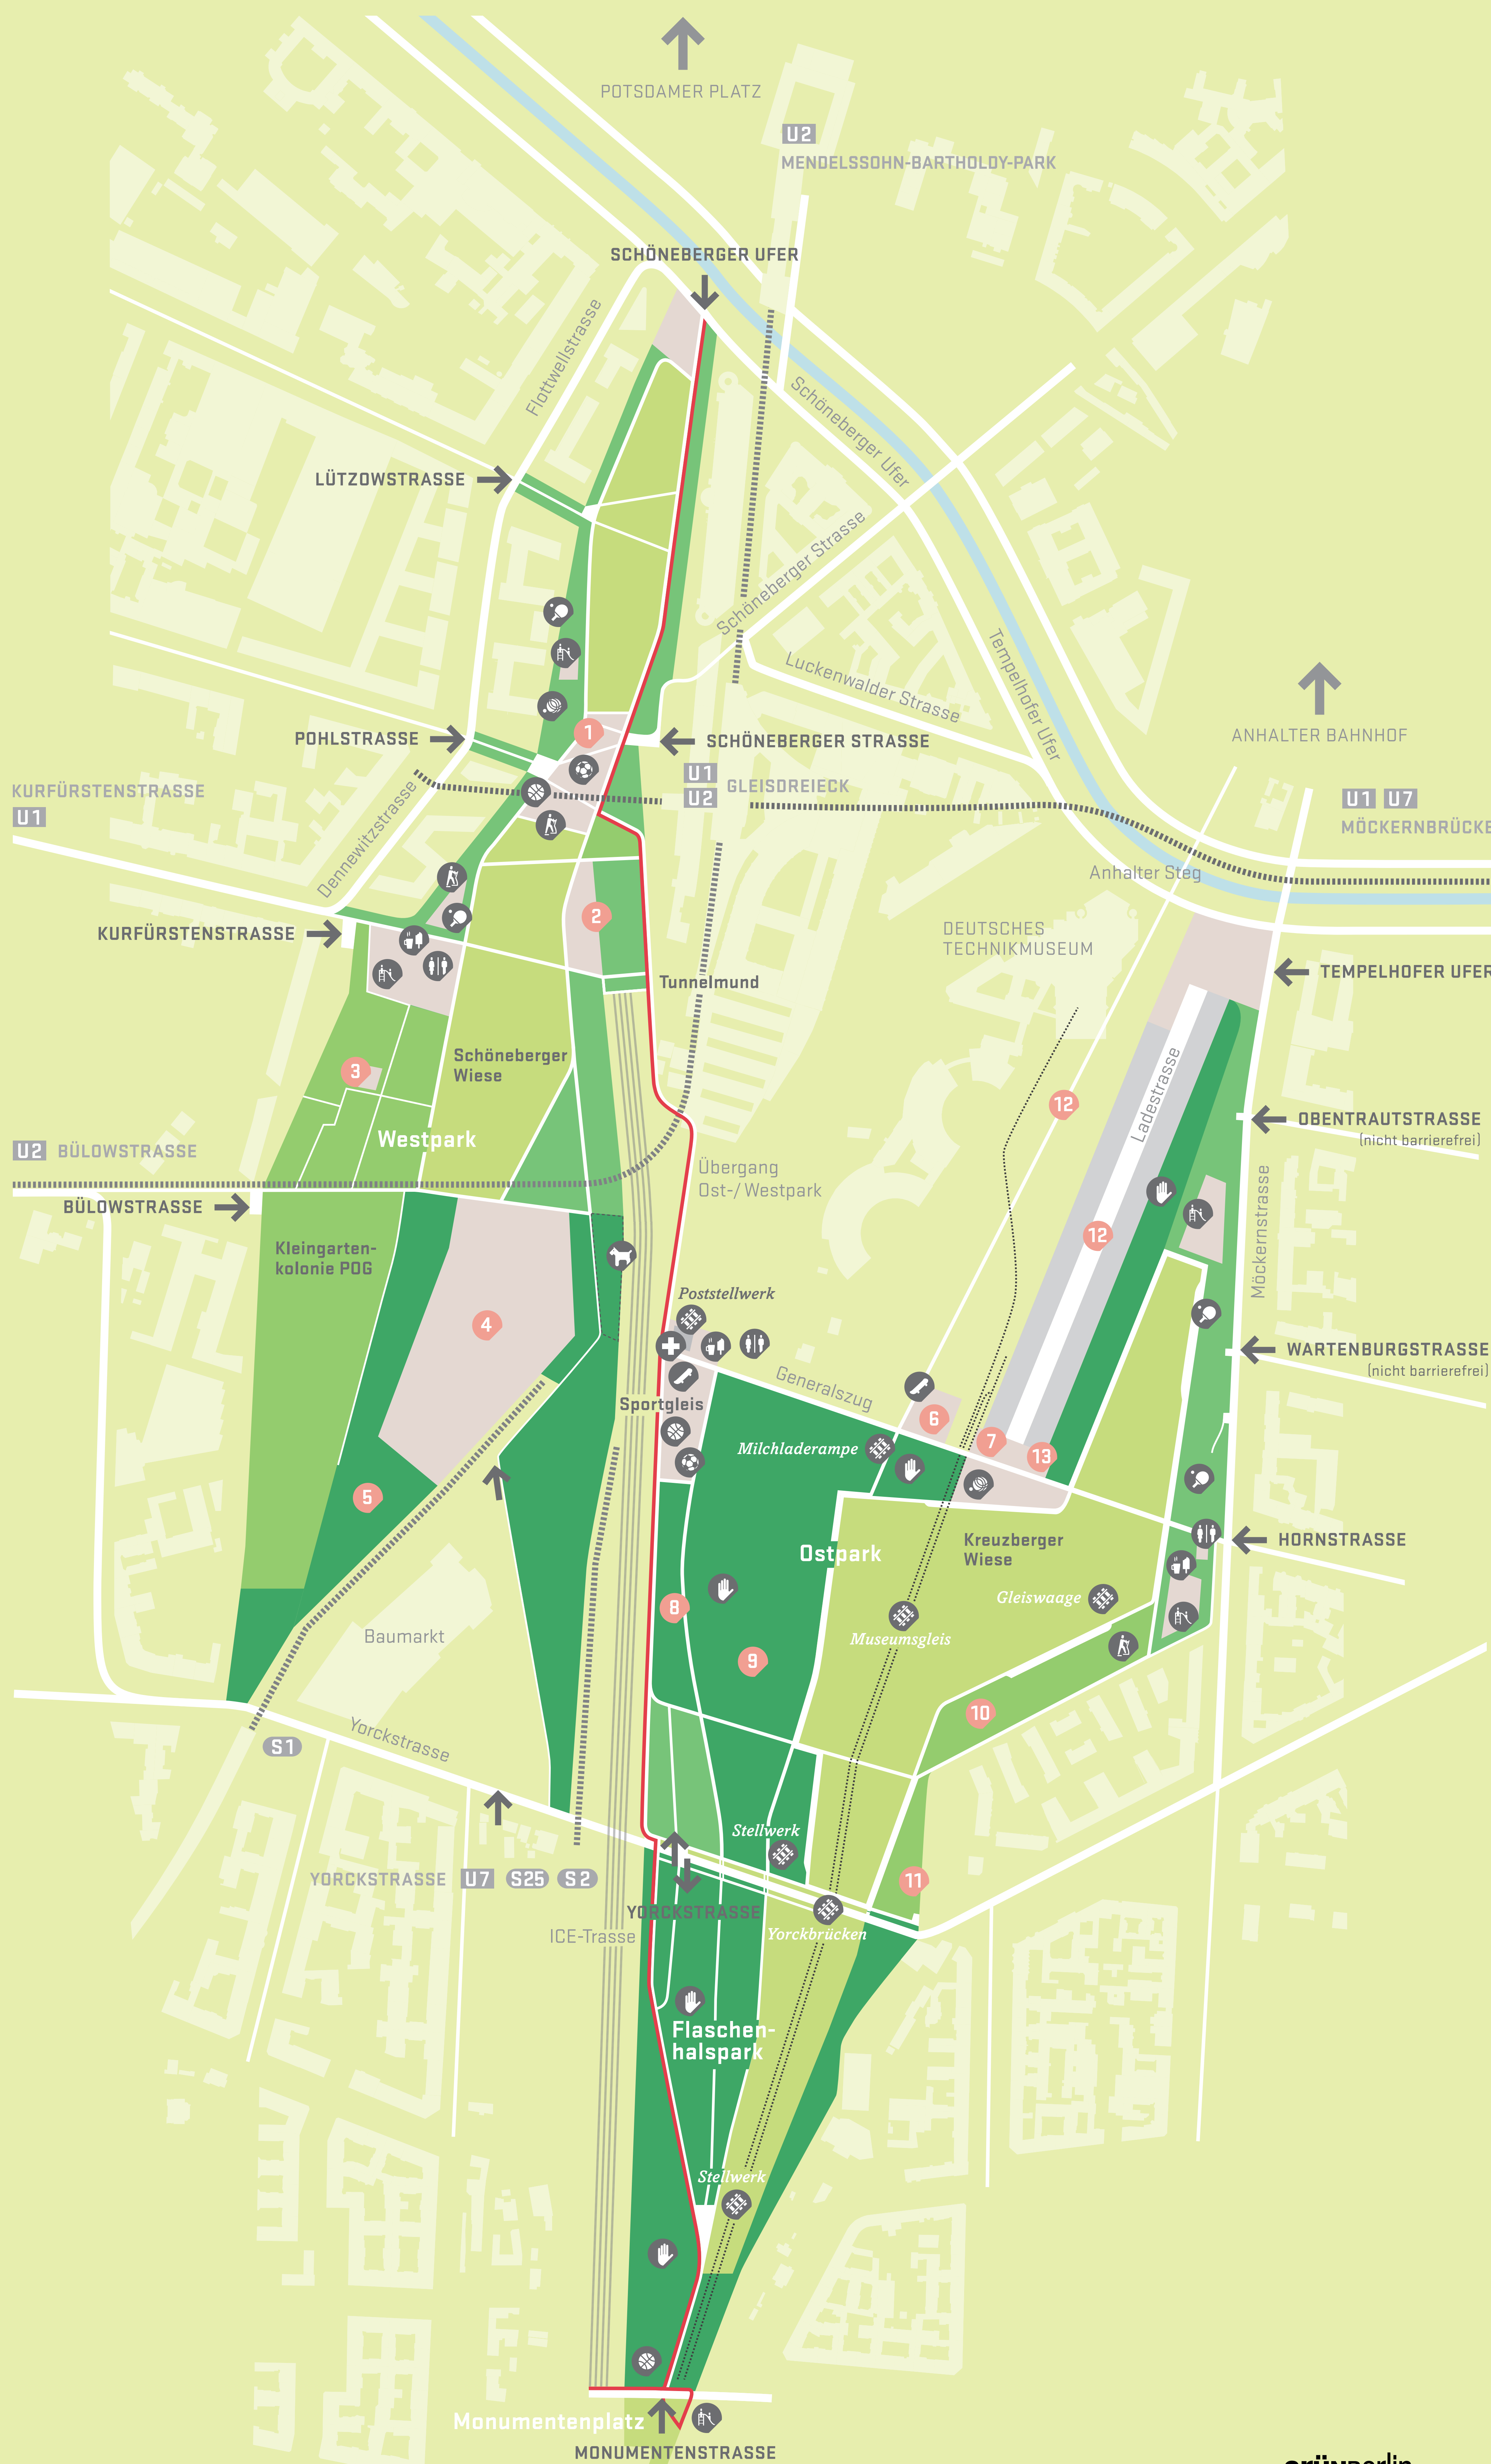 POTSDAMER PLATZ
U2
MENDELSSOHN-BARTHOLDY-PARK
SCHÖNEBERGER UFER
Flottwellstrasse
Schöneberger Ufer
LÜTZOWSTRASSE
Schöneberger Strasse
Tempelhofer Ufer
Luckenwalder Strasse
1
POHLSTRASSE
SCHÖNEBERGER STRASSE
ANHALTER BAHNHOF
U1
U2
GLEISDREIECK
KURFÜRSTENSTRASSE
U1
U1 U7
MÖCKERNBRÜCKE
Dennewitzstrasse
Anhalter Steg
2
KURFÜRSTENSTRASSE
DEUTSCHES
TECHNIKMUSEUM
TEMPELHOFER UFER
Tunnelmund
Schöneberger
Wiese
3
Ladestrasse
12
OBENTRAUTSTRASSE
(nicht barrierefrei)
Westpark
U2 BÜLOWSTRASSE
Übergang
Ost-/ Westpark
BÜLOWSTRASSE
Möckernstrasse
12
Kleingarten-
kolonie POG
Poststellwerk
4
WARTENBURGSTRASSE
(nicht barrierefrei)
Generalszug
Sportgleis
6
Milchladerampe
7
13
5
Ostpark
Kreuzberger
Wiese
HORNSTRASSE
Gleiswaage
8
Baumarkt
Museumsgleis
9
10
S1
Yorckstrasse
Stellwerk
YORCKSTRASSE U7 S25 S2
11
YORCKSTRASSE
ICE-Trasse
Yorckbrücken
Flaschen-
halspark
Stellwerk
Monumentenplatz
MONUMENTENSTRASSE
grünBerlin